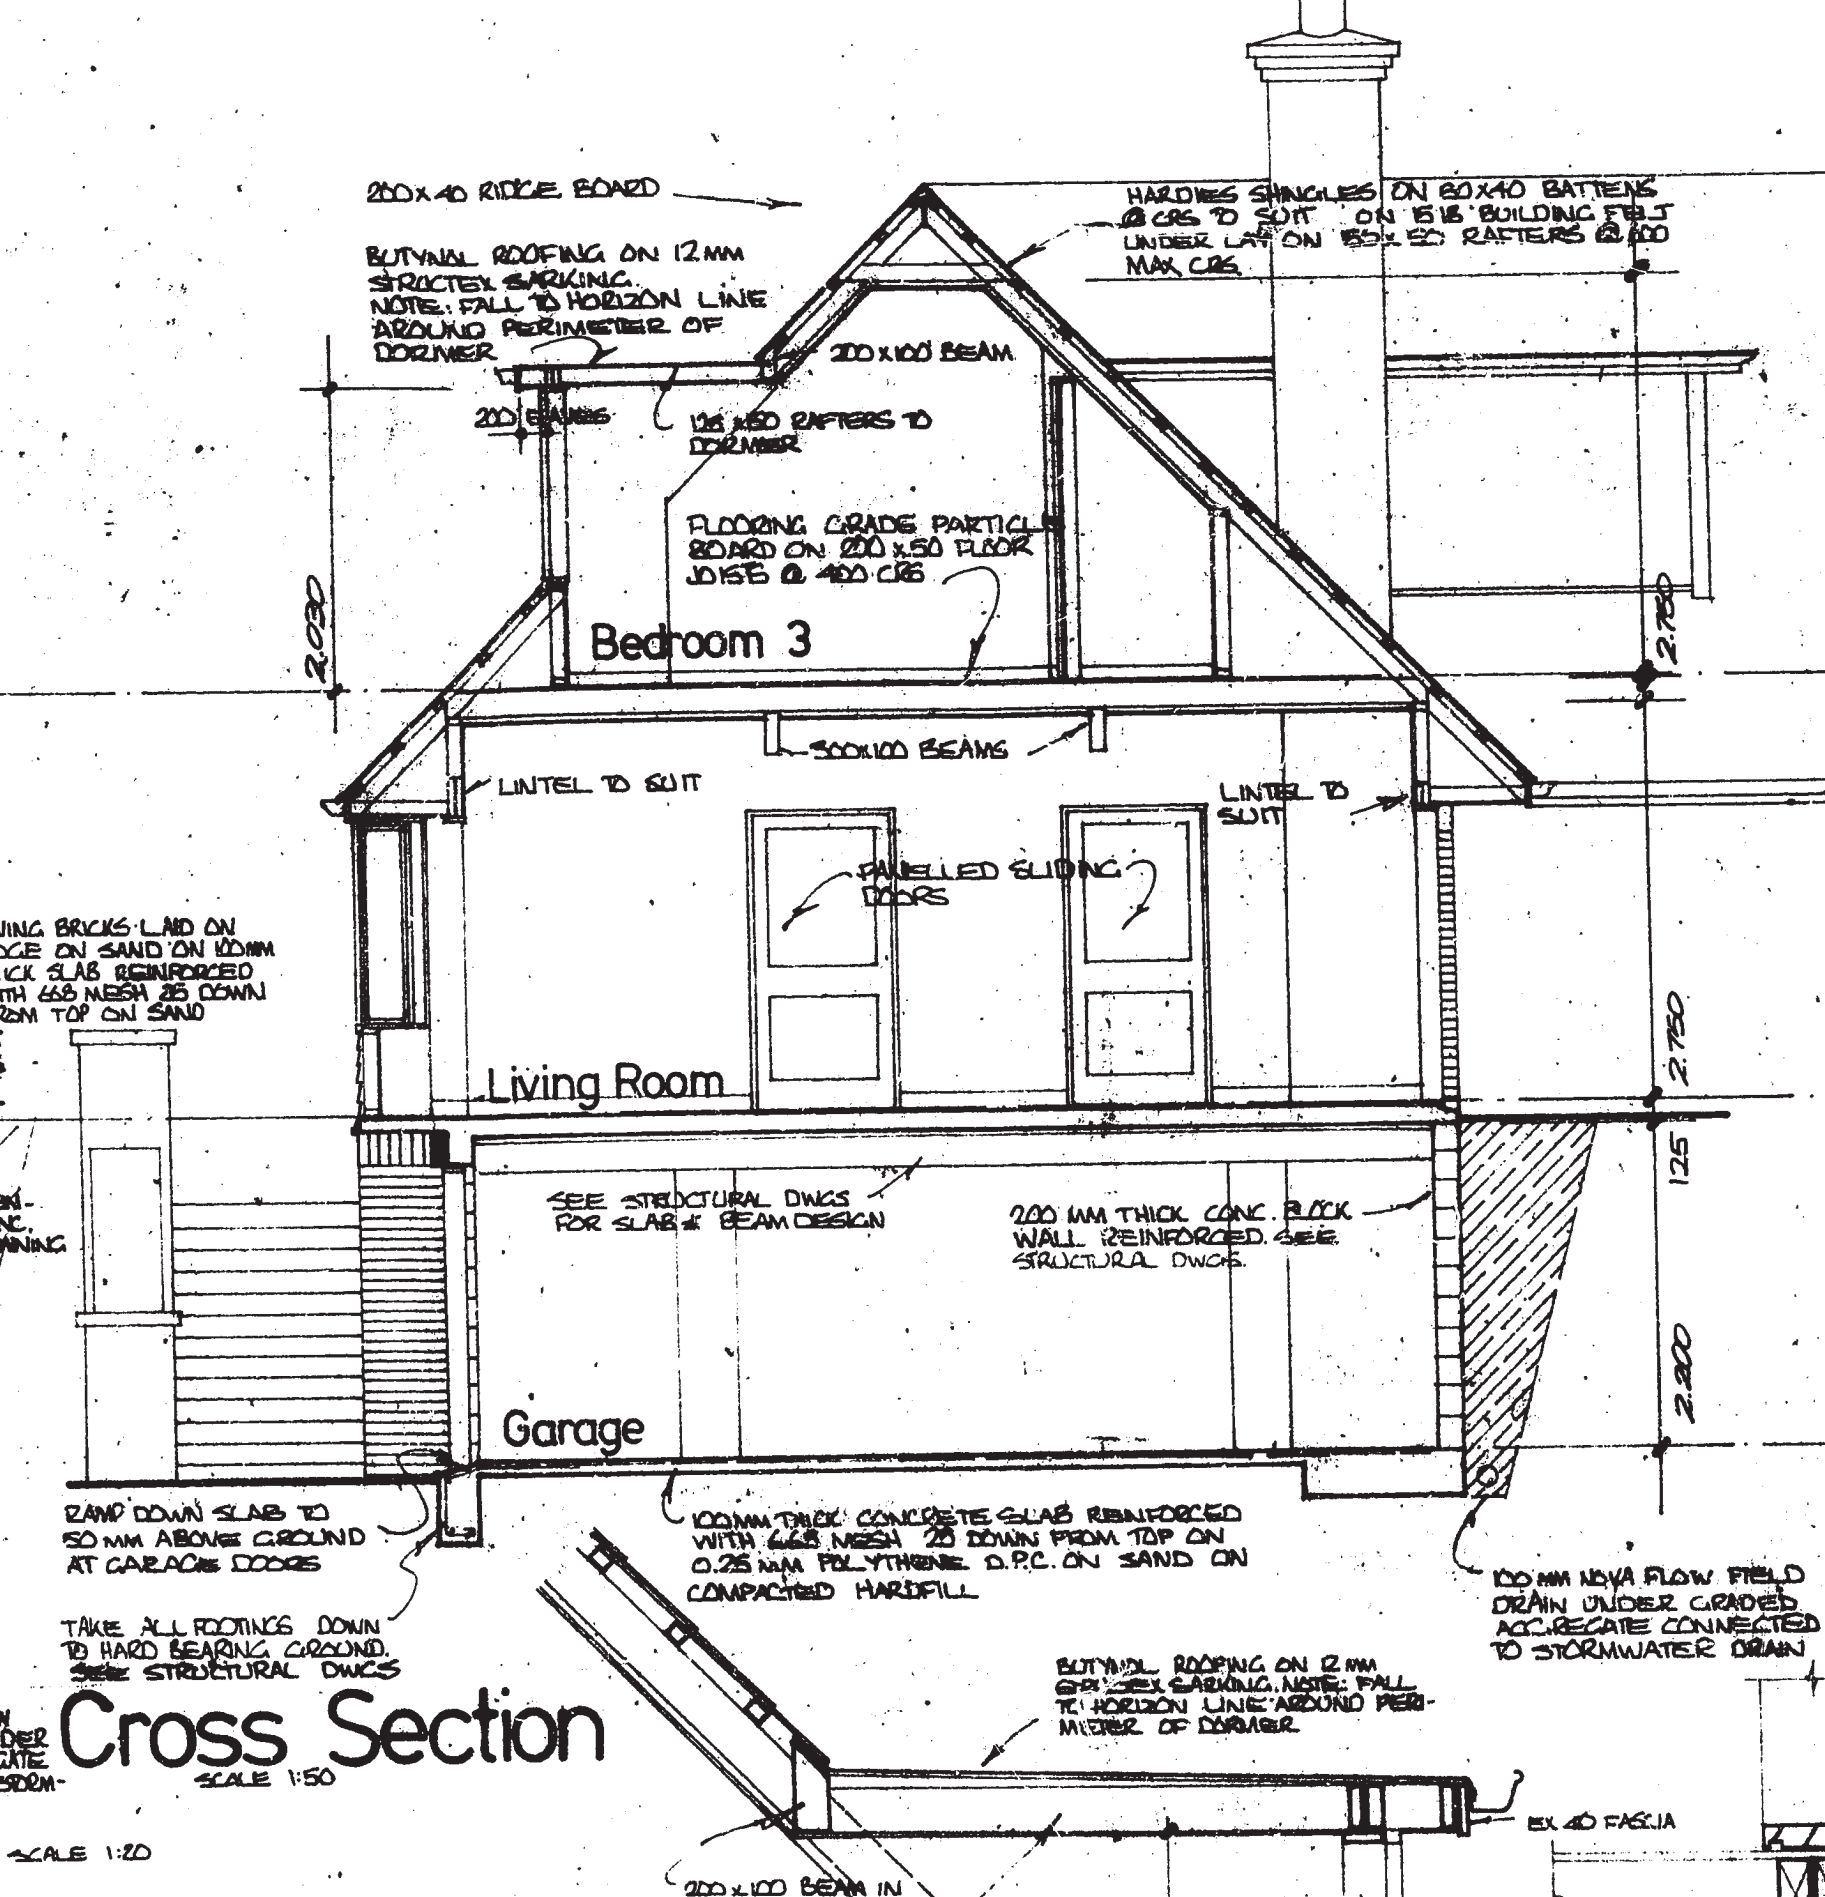 200 x 40 RIDGE BOARD
HARDIES SHINGLES ON 80X40 BATTENS
@ CRS TO SUIT ON BUILDING FELT
UNDER LAY ON RAFTERS @
MAX CRS
BUTYNOL ROOFING ON 12MM
STRUCTEX SARKING
NOTE: FALL TO HORIZON LINE
AROUND PERIMETER OF
DORMER
200x100 BEAM
200 EAVES
125 x150 RAFTERS TO
DORMER
FLOORING GRADE PARTICLE
BOARD ON 200 x 50 FLOOR
JOISTS @ 400 CRS
2.030
2.750
Bedroom 3
300x100 BEAMS
LINTEL TO SUIT
LINTEL TO
SUIT
PANELLED SLIDING
DOORS
BRICKS LAID ON
ON SAND ON 100MM
SLAB REINFORCED
668 MESH 25 DOWN
TOP ON SAND
Living Room
2.750
125
SEE STRUCTURAL DWGS
FOR SLAB & BEAM DESIGN
200 MM THICK CONC. BLOCK
WALL REINFORCED. SEE
STRUCTURAL DWGS.
2.200
Garage
RAMP DOWN SLAB TO
50 MM ABOVE GROUND
AT GARAGE DOORS
100MM THICK CONCRETE SLAB REINFORCED
WITH 668 MESH DOWN FROM TOP ON
0.25 MM POLYTHENE D.P.C. ON SAND ON
COMPACTED HARDFILL
100 MM NOVA FLOW FIELD
DRAIN UNDER GRADED
AGGREGATE CONNECTED
TO STORMWATER DRAIN
TAKE ALL FOOTINGS DOWN
TO HARD BEARING GROUND.
SEE STRUCTURAL DWGS
BUTYNOL ROOFING ON 12 MM
SARKING. NOTE: FALL
TO HORIZON LINE AROUND PERI-
METER OF DORMER
Cross Section
SCALE 1:50
EX 40 FASCIA
SCALE 1:20
200 x 100 BEAM IN